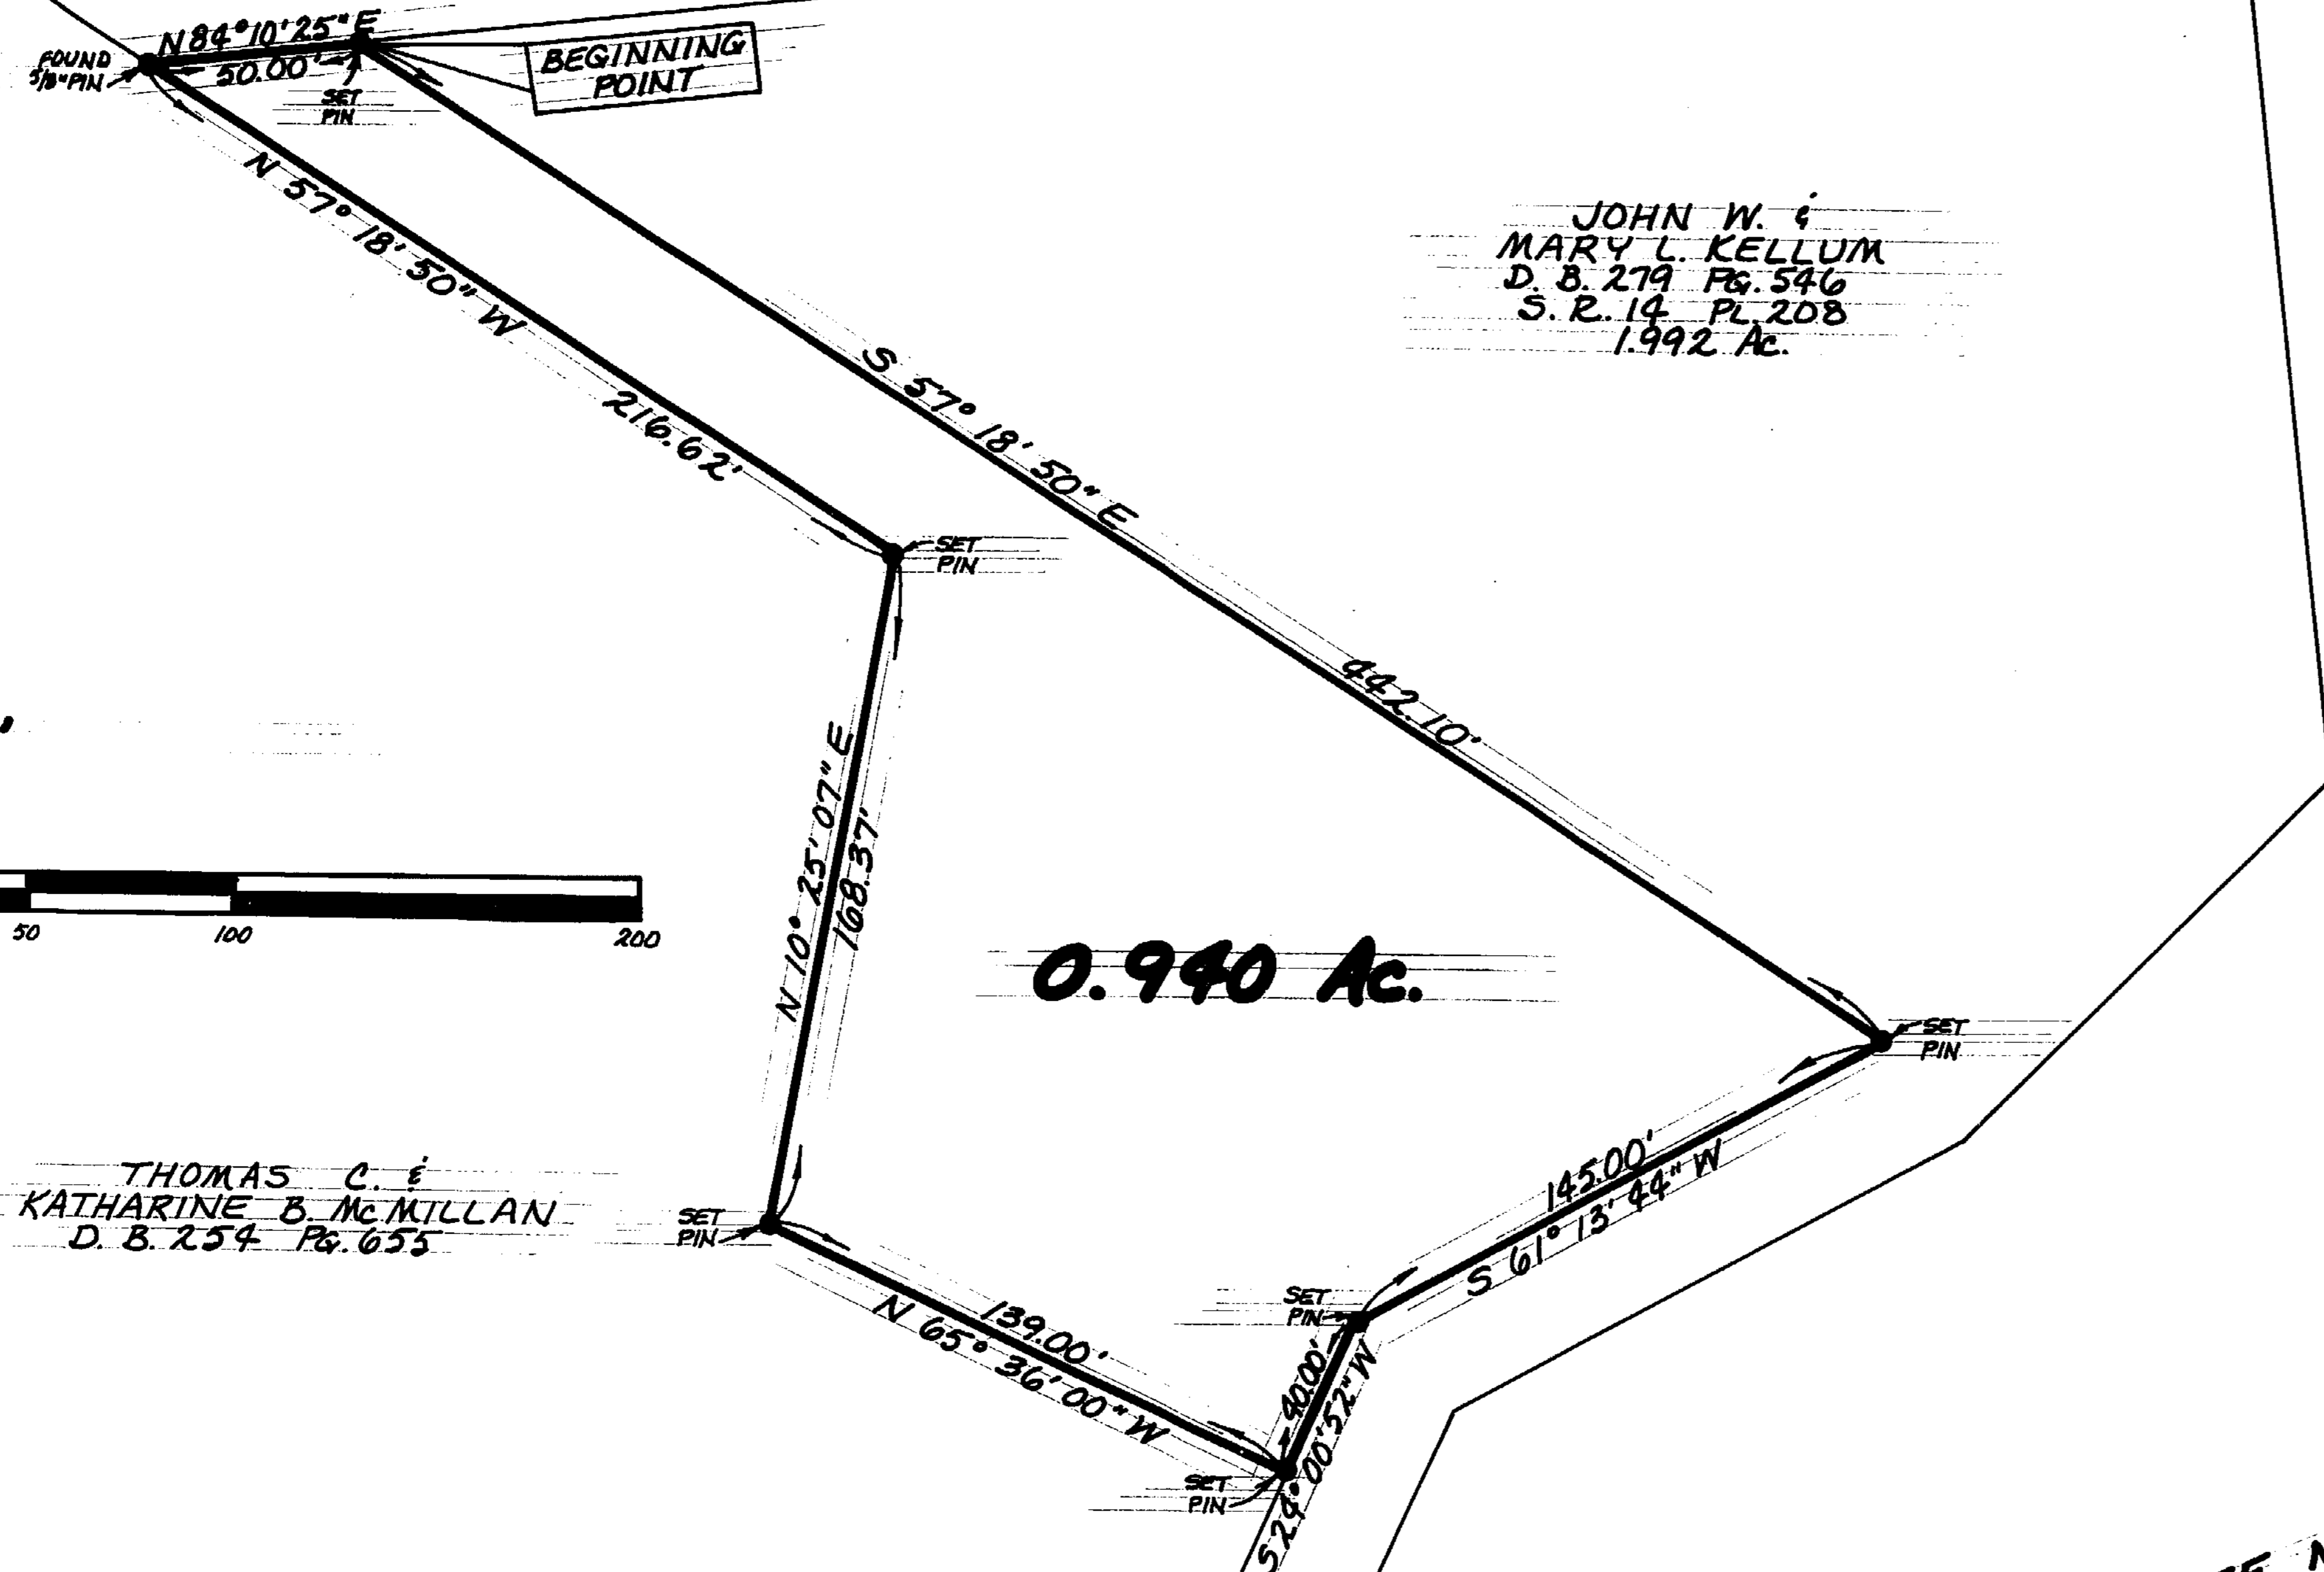 N 84° 10' 25" E
50.00'
FOUND
5/8" PIN
SET
PIN
BEGINNING
POINT
N 57° 18' 50" W
216.62'
JOHN W. &
MARY L. KELLUM
D. B. 279 PG. 546
S. R. 14 PL. 208
1.992 Ac.
S 57° 18' 50" E
442.10'
SET
PIN
N 10° 25' 07" E
168.37'
50 100 200
0.940 Ac.
SET
PIN
THOMAS C. &
KATHARINE B. McMILLAN
D. B. 254 PG. 655
SET
PIN
145.00'
S 61° 13' 44" W
SET
PIN
139.00'
N 65° 36' 00" W
40.00'
S 24° 00' 52" W
SET
PIN